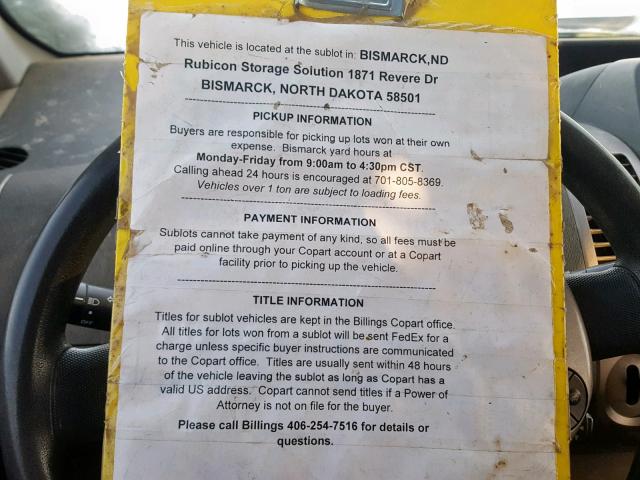 This vehicle is located at the sublot in: BISMARCK,ND
Rubicon Storage Solution 1871 Revere Dr
BISMARCK, NORTH DAKOTA 58501
PICKUP INFORMATION
Buyers are responsible for picking up lots won at their own
expense. Bismarck yard hours at
Monday-Friday from 9:00am to 4:30pm CST.
Calling ahead 24 hours is encouraged at 701-805-8369.
Vehicles over 1 ton are subject to loading fees.
PAYMENT INFORMATION
Sublots cannot take payment of any kind, so all fees must be
paid online through your Copart account or at a Copart
facility prior to picking up the vehicle.
TITLE INFORMATION
Titles for sublot vehicles are kept in the Billings Copart office.
All titles for lots won from a sublot will be sent FedEx for a
charge unless specific buyer instructions are communicated
to the Copart office. Titles are usually sent within 48 hours
of the vehicle leaving the sublot as long as Copart has a
valid US address. Copart cannot send titles if a Power of
Attorney is not on file for the buyer.
Please call Billings 406-254-7516 for details or
questions.
OFF